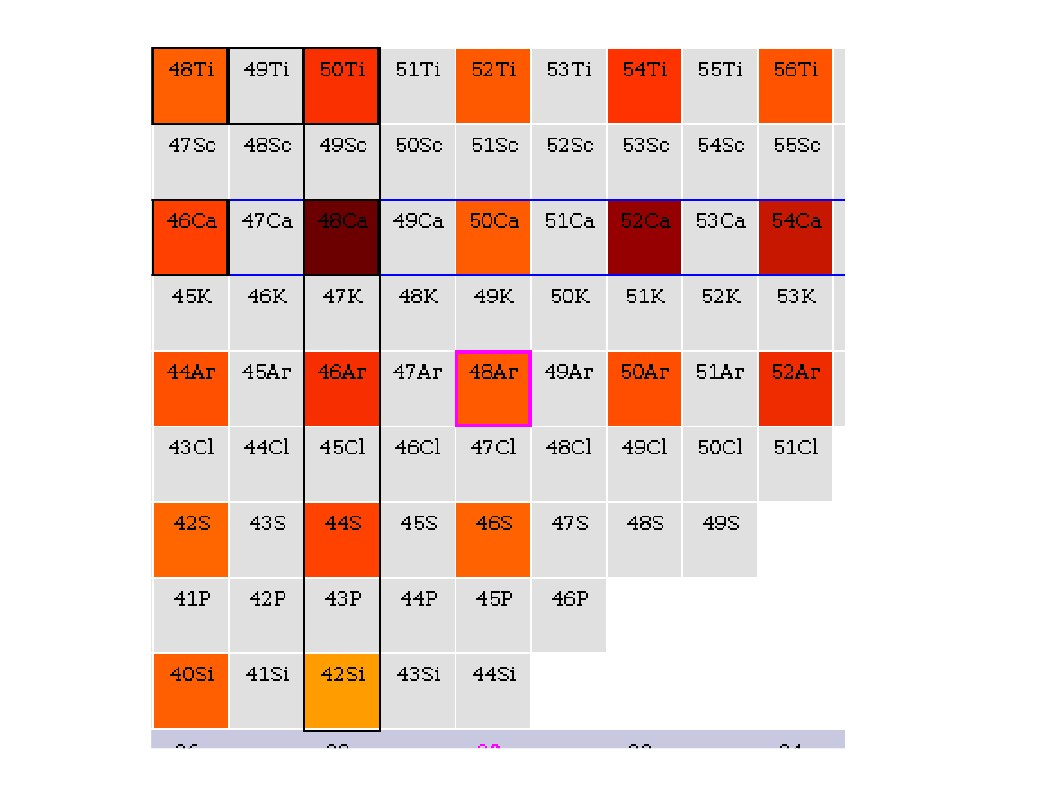 48Ti 49Ti 50Ti 51Ti 52Ti 53Ti 54Ti 55Ti 56Ti
47Sc 48Sc 49Sc 50Sc 51Sc 52Sc 53Sc 54Sc 55Sc
46Ca 47Ca 48Ca 49Ca 50Ca 51Ca 52Ca 53Ca 54Ca
45K 46K 47K 48K 49K 50K 51K 52K 53K
44Ar 45Ar 46Ar 47Ar 48Ar 49Ar 50Ar 51Ar 52Ar
43Cl 44Cl 45Cl 46Cl 47Cl 48Cl 49Cl 50Cl 51Cl
42S 43S 44S 45S 46S 47S 48S 49S
41P 42P 43P 44P 45P 46P
40Si 41Si 42Si 43Si 44Si